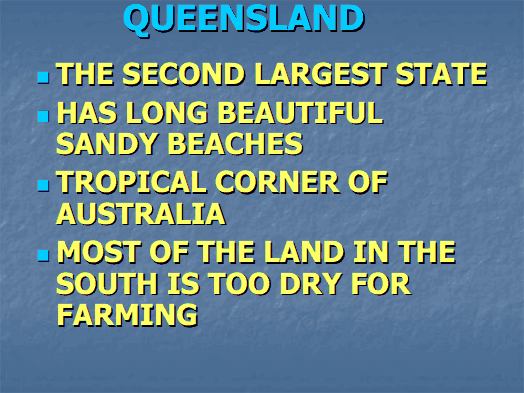 QUEENSLAND
THE SECOND LARGEST STATE
HAS LONG BEAUTIFUL
SANDY BEACHES
TROPICAL CORNER OF
AUSTRALIA
MOST OF THE LAND IN THE
SOUTH IS TOO DRY FOR
FARMING